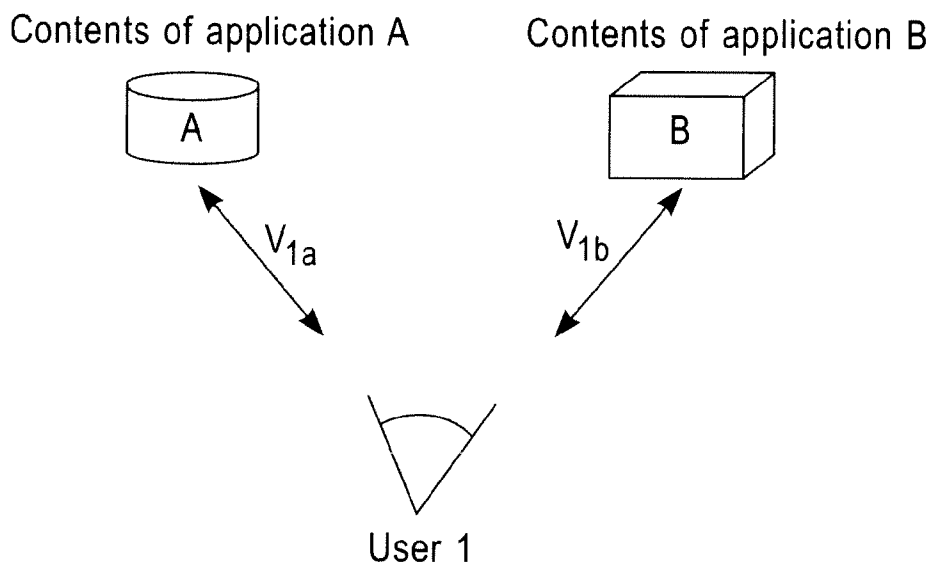 Contents of application A
Contents of application B
A
B
V1a
V1b
User 1